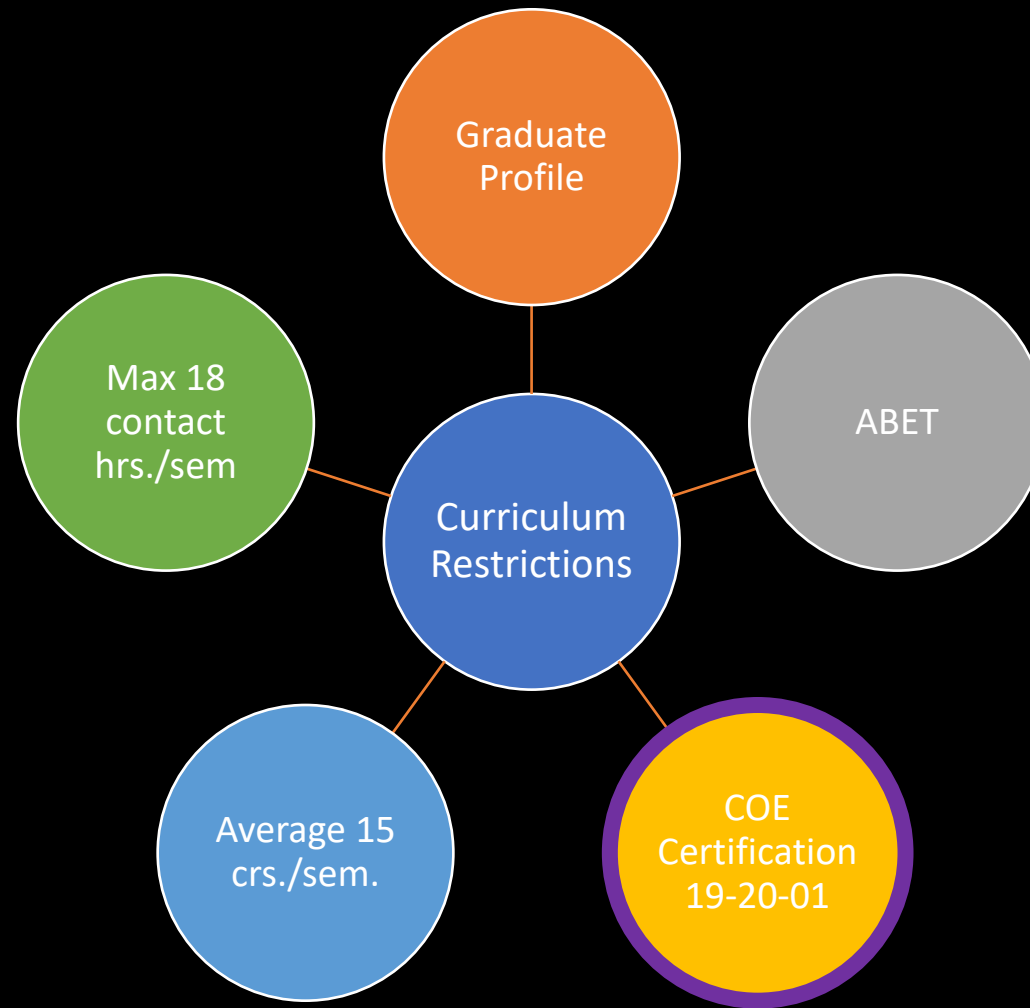 Graduate
Profile
Max 18
contact
hrs./sem
ABET
Curriculum
Restrictions
Average 15
crs./sem.
COE
Certification
19-20-01